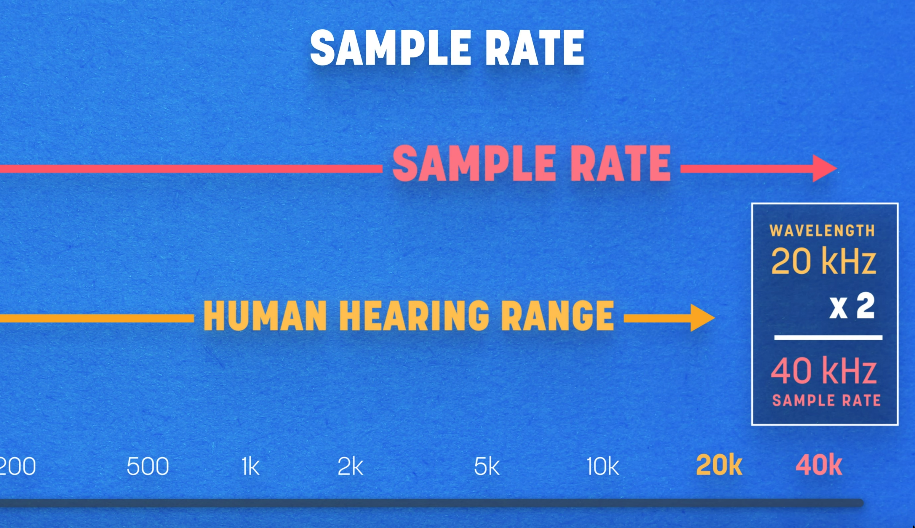 SAMPLE RATE
SAMPLE RATE
WAVELENGTH
20 kHz
x 2
40 kHz
SAMPLE RATE
HUMAN HEARING RANGE
200 500 1k 2k 5k 10k 20k 40k